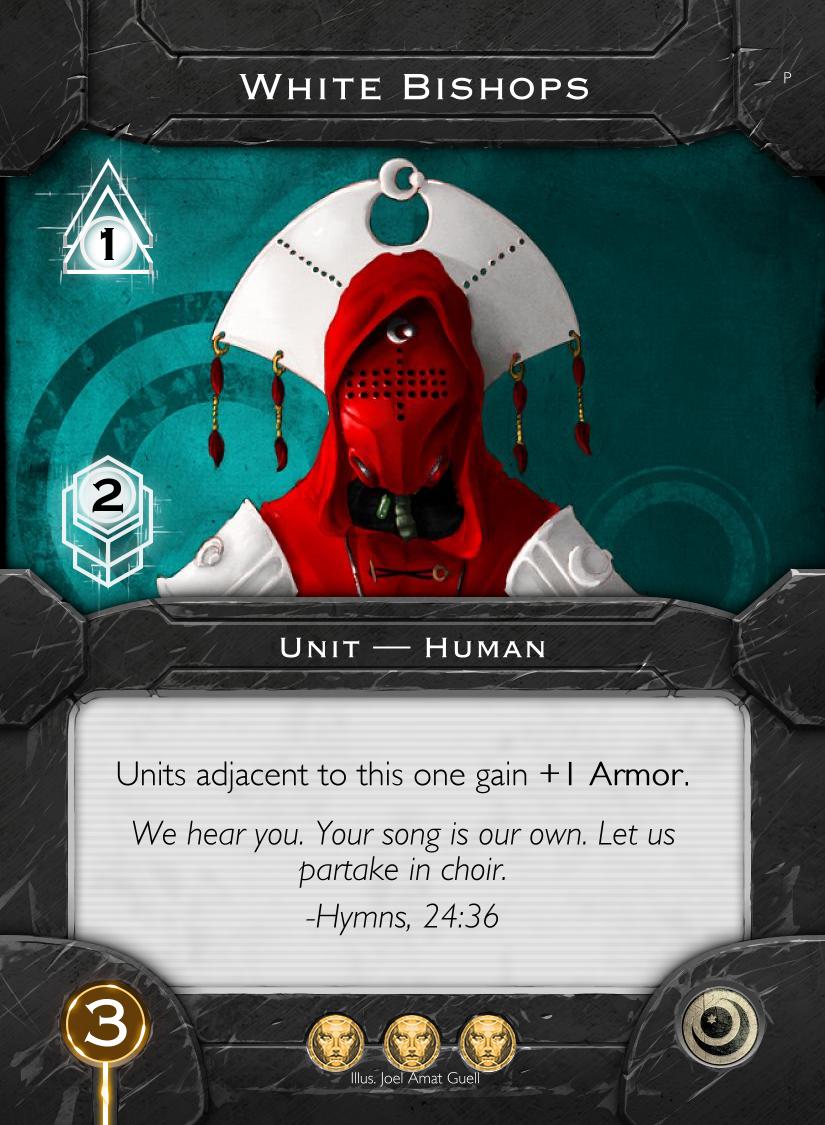 White Bishops
P
1
2
Unit — Human
Units adjacent to this one gain +1 Armor.
We hear you. Your song is our own. Let us
partake in choir.
-Hymns, 24:36
3
Illus. Joel Amat Guell